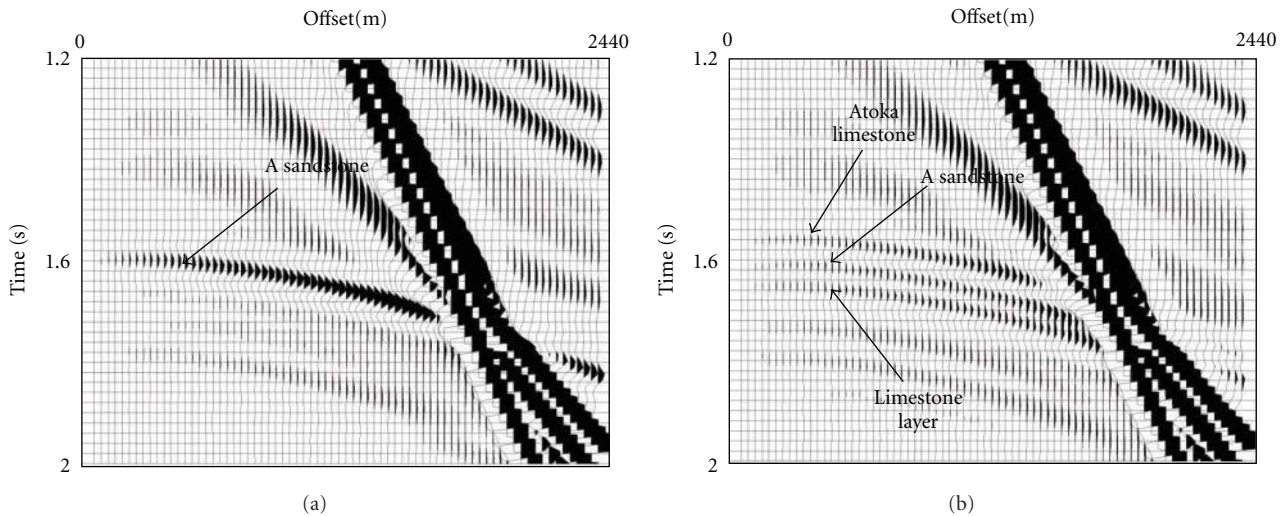 Offset(m)
0
2440
1.2
A sandstone
Time (s)
1.6
2
(a)
Offset(m)
0
2440
1.2
Atoka
limestone
A sandstone
Time (s)
1.6
Limestone
layer
2
(b)